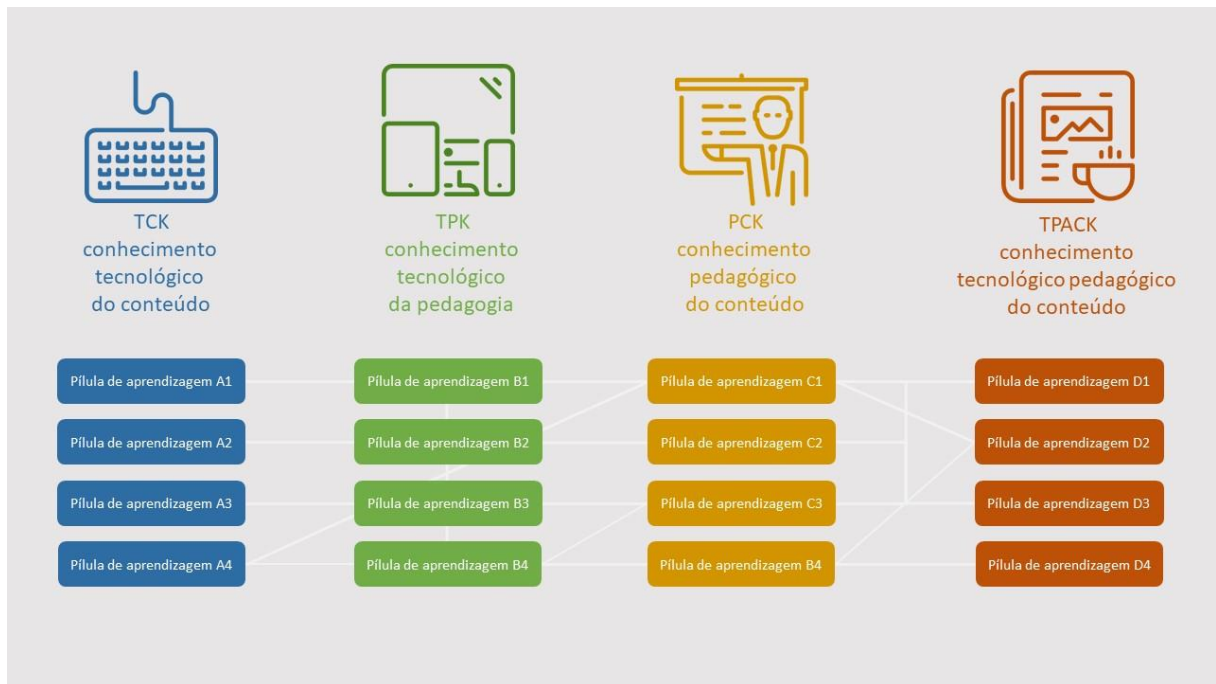 TCK
conhecimento
tecnológico
do conteúdo
TPK
conhecimento
tecnológico
da pedagogia
PCK
conhecimento
pedagógico
do conteúdo
TPACK
conhecimento
tecnológico pedagógico
do conteúdo
Pílula de aprendizagem A1
Pílula de aprendizagem B1
Pílula de aprendizagem C1
Pílula de aprendizagem D1
Pílula de aprendizagem A2
Pílula de aprendizagem B2
Pílula de aprendizagem C2
Pílula de aprendizagem D2
Pílula de aprendizagem A3
Pílula de aprendizagem B3
Pílula de aprendizagem C3
Pílula de aprendizagem D3
Pílula de aprendizagem A4
Pílula de aprendizagem B4
Pílula de aprendizagem B4
Pílula de aprendizagem D4